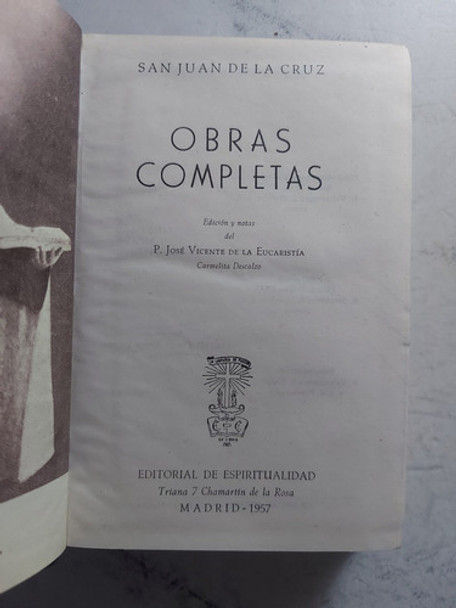 SAN JUAN DE LA CRUZ
OBRAS
COMPLETAS
Edición y notas
del
P. José Vicente de la Eucaristía
Carmelita Descalzo
EDITORIAL DE ESPIRITUALIDAD
Triana 7 Chamartín de la Rosa
MADRID - 1957